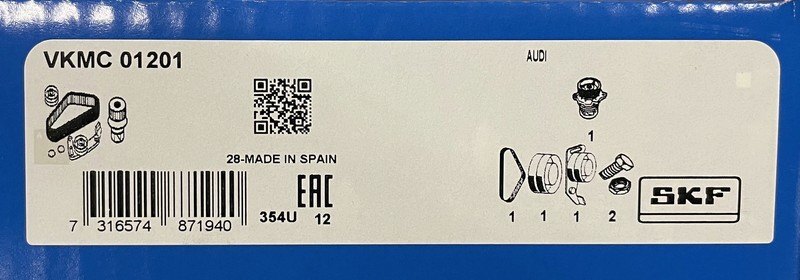 VKMC 01201
AUDI
1
28-MADE IN SPAIN
EAC
354U 12
7 316574 871940
1 1 1 2
SKF